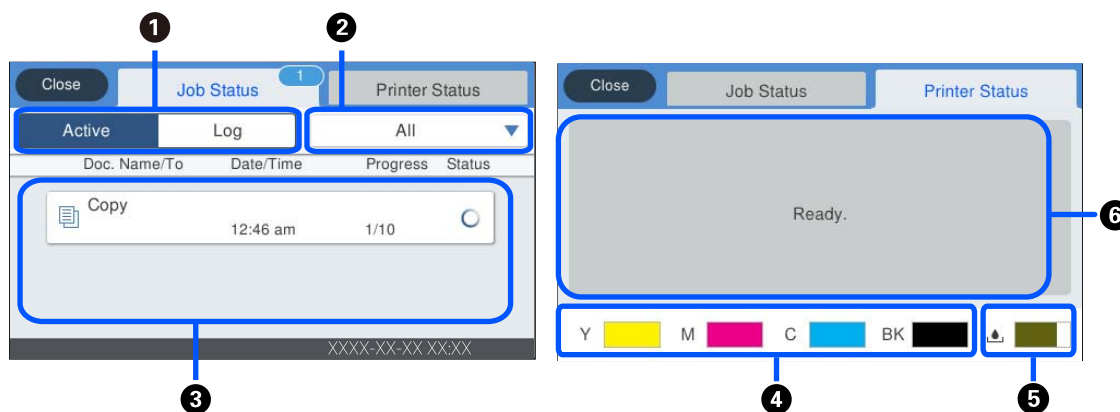 1 2
Close Job Status 1 Printer Status
Active Log All
Doc. Name/To Date/Time Progress Status
Copy
12:46 am 1/10
XXXX-XX-XX XX:XX
3
Close Job Status Printer Status
Ready.
6
Y M C BK
4 5